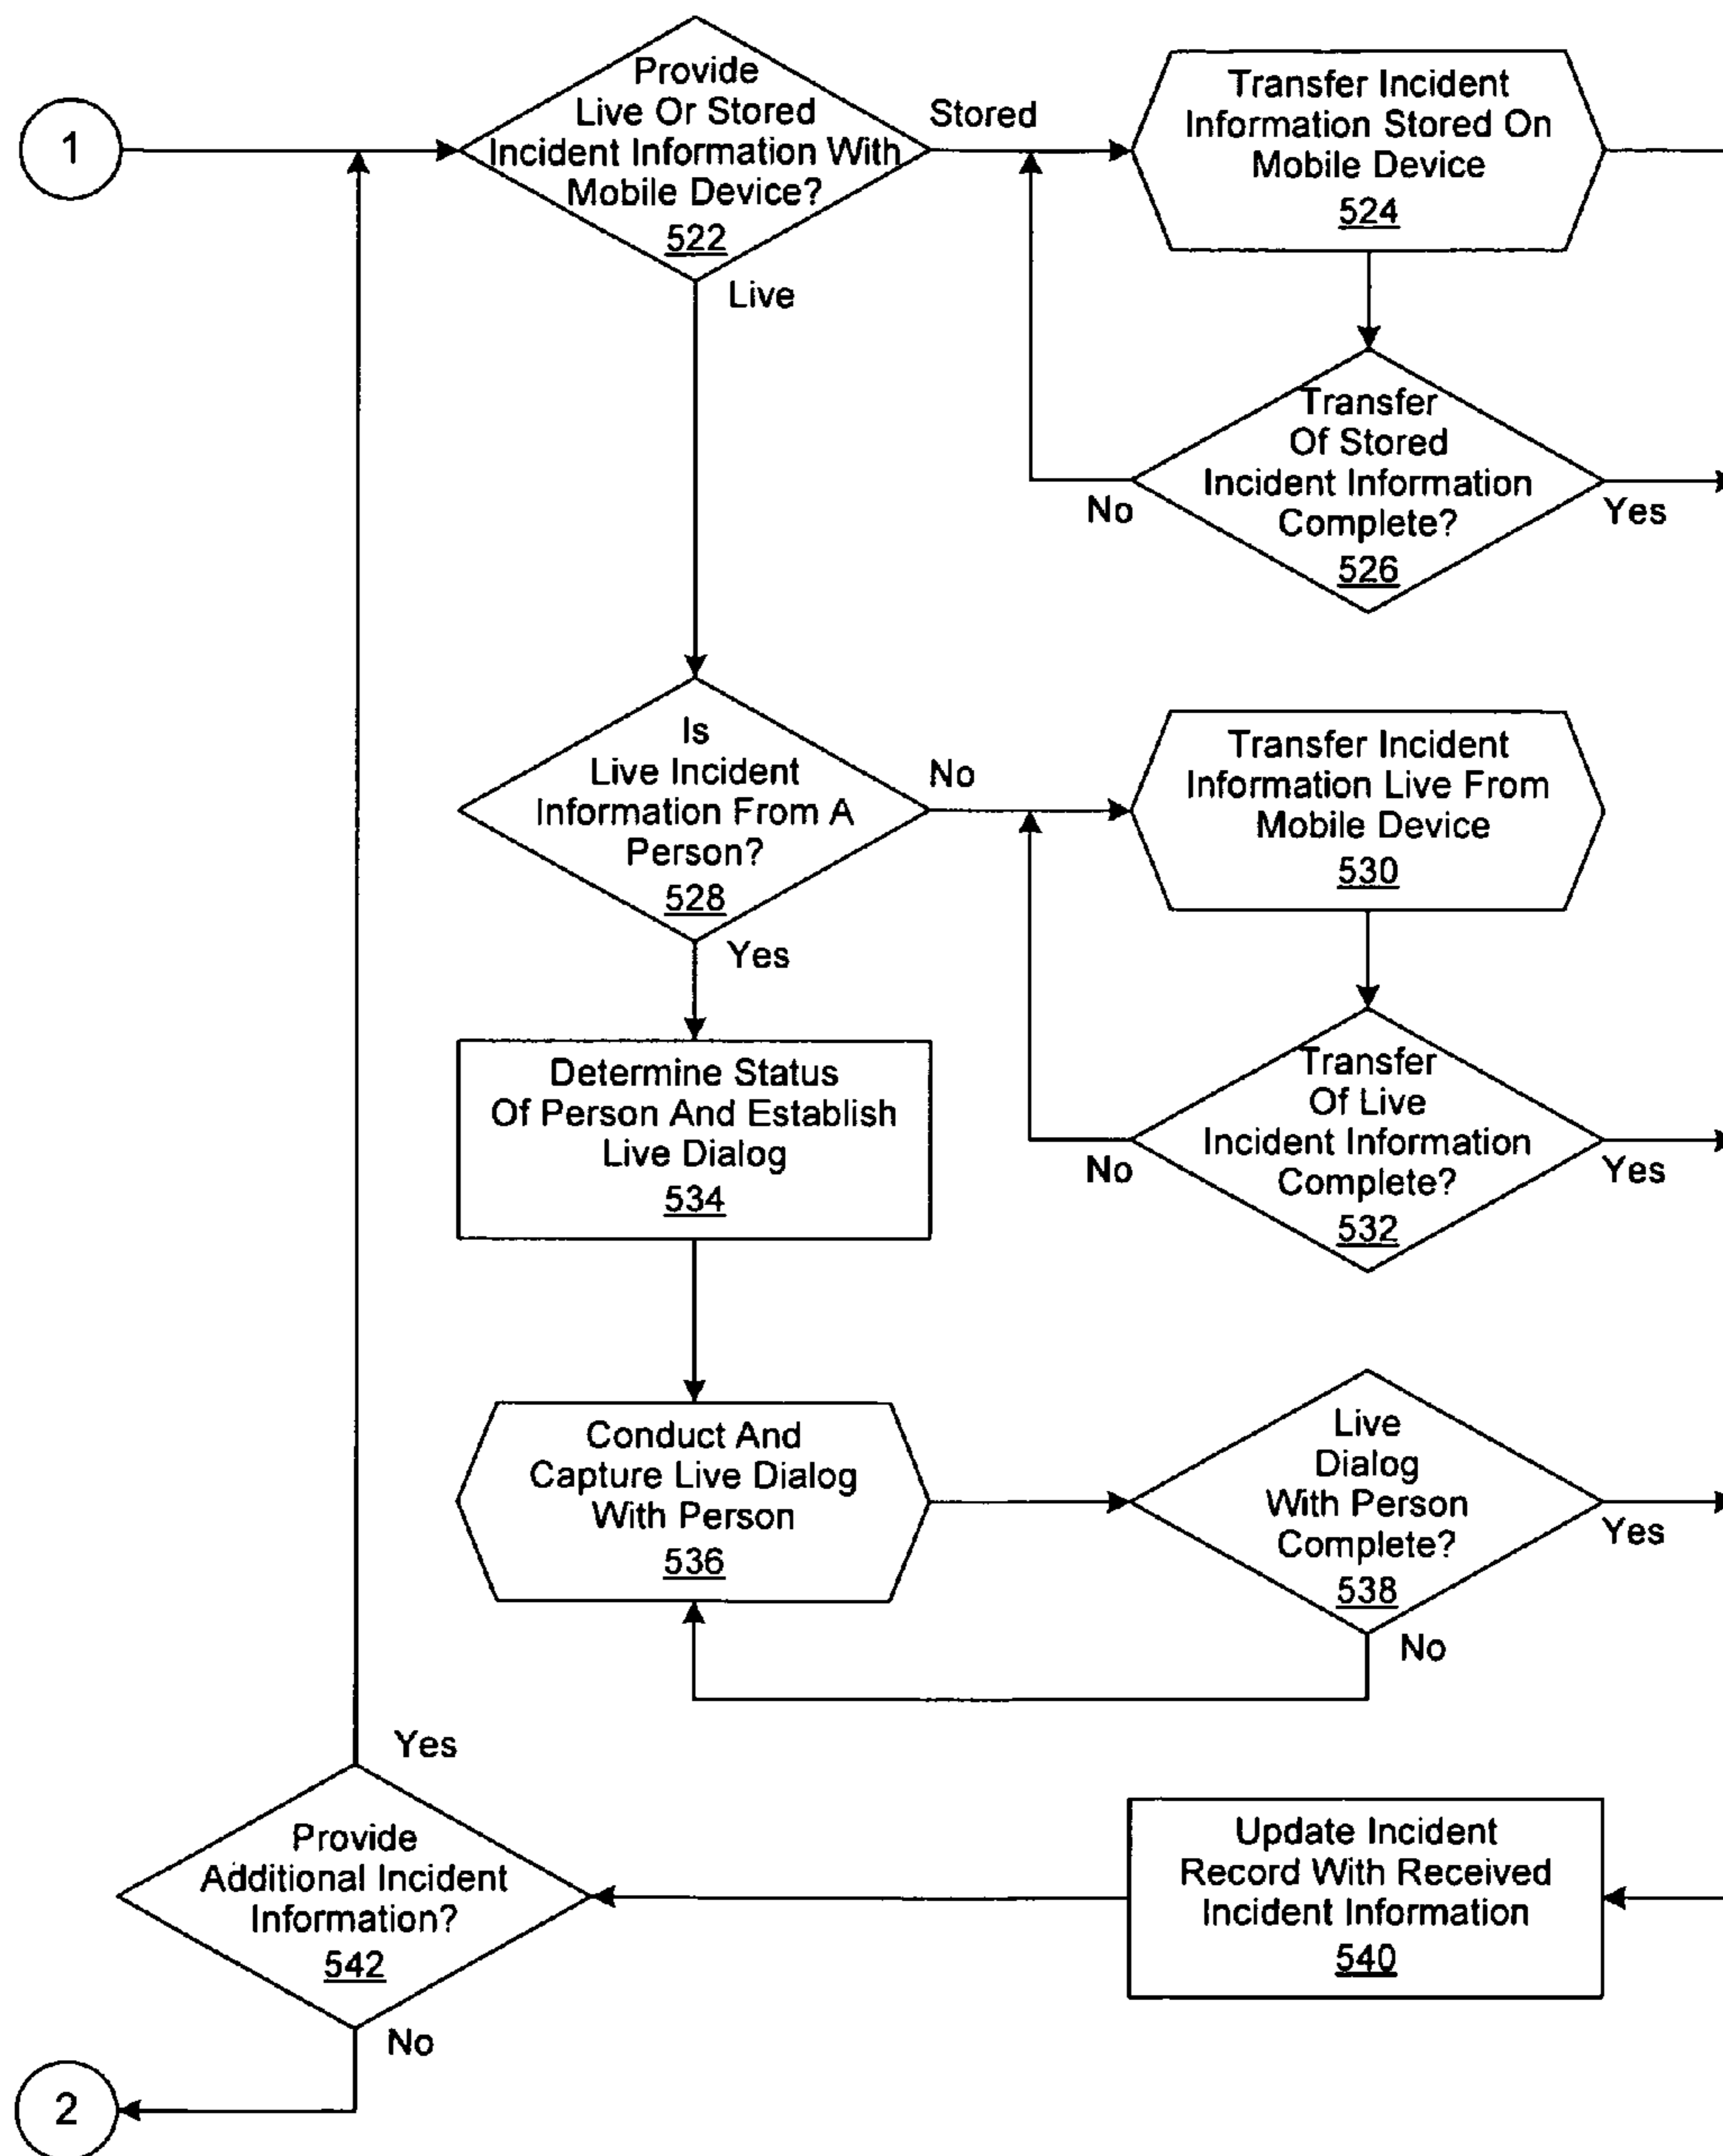 1
Provide
Live Or Stored
Incident Information With
Mobile Device?
522
Stored
Live
Transfer Incident
Information Stored On
Mobile Device
524
Transfer
Of Stored
Incident Information
Complete?
526
No
Yes
Is
Live Incident
Information From A
Person?
528
No
Yes
Transfer Incident
Information Live From
Mobile Device
530
Transfer
Of Live
Incident Information
Complete?
532
No
Yes
Determine Status
Of Person And Establish
Live Dialog
534
Conduct And
Capture Live Dialog
With Person
536
Live
Dialog
With Person
Complete?
538
Yes
No
Update Incident
Record With Received
Incident Information
540
Yes
Provide
Additional Incident
Information?
542
No
2